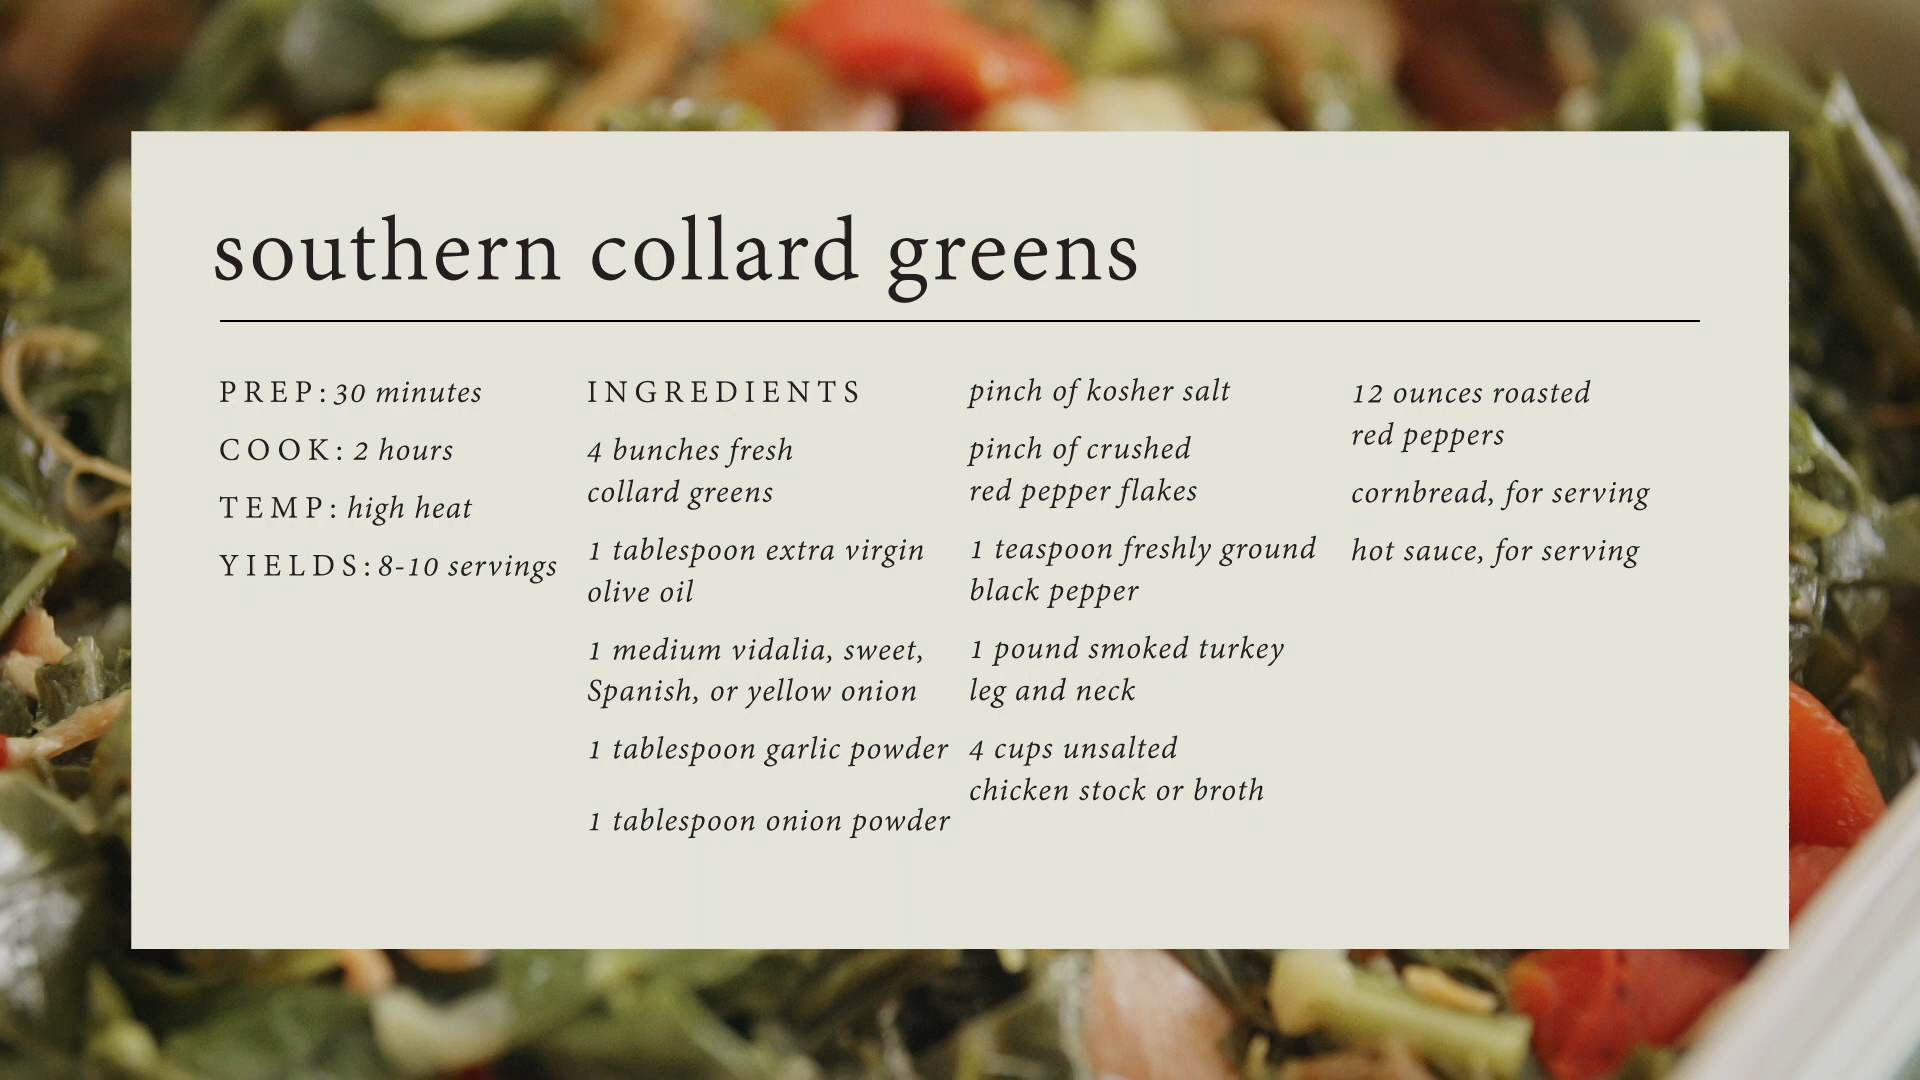 southern collard greens
PREP: 30 minutes
COOK: 2 hours
TEMP: high heat
YIELDS: 8-10 servings
INGREDIENTS
4 bunches fresh
collard greens
1 tablespoon extra virgin
olive oil
1 medium vidalia, sweet,
Spanish, or yellow onion
1 tablespoon garlic powder
1 tablespoon onion powder
pinch of kosher salt
pinch of crushed
red pepper flakes
1 teaspoon freshly ground
black pepper
1 pound smoked turkey
leg and neck
4 cups unsalted
chicken stock or broth
12 ounces roasted
red peppers
cornbread, for serving
hot sauce, for serving